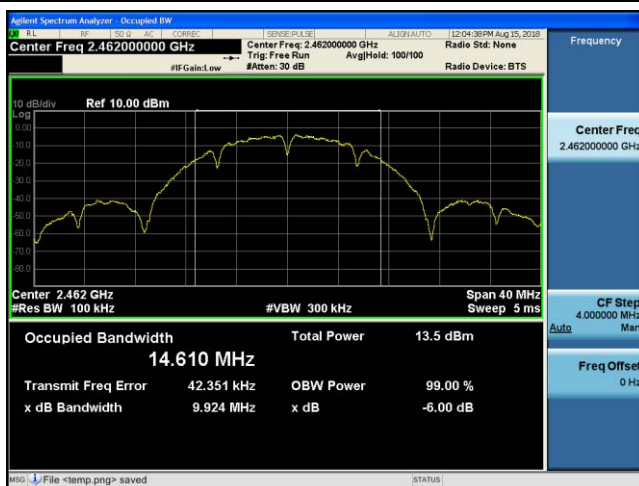 Agilent Spectrum Analyzer - Occupied BW
RL RF 50 Ω AC CORREC SENSE:PULSE ALIGN AUTO 12:04:38 PM Aug 15, 2018
Center Freq 2.462000000 GHz
Center Freq: 2.462000000 GHz
Radio Std: None
Trig: Free Run Avg|Hold: 100/100
#IFGain:Low
#Atten: 30 dB
Radio Device: BTS
10 dB/div Ref 10.00 dBm
Log
0.00
-10.0
-20.0
-30.0
-40.0
-50.0
-60.0
-70.0
-80.0
Center 2.462 GHz
Span 40 MHz
#Res BW 100 kHz
#VBW 300 kHz
Sweep 5 ms
Occupied Bandwidth
14.610 MHz
Total Power 13.5 dBm
Transmit Freq Error 42.351 kHz
OBW Power 99.00 %
x dB Bandwidth 9.924 MHz
x dB -6.00 dB
Frequency
Center Freq
2.462000000 GHz
CF Step
4.000000 MHz
Auto Man
Freq Offset
0 Hz
MSG File <temp.png> saved
STATUS